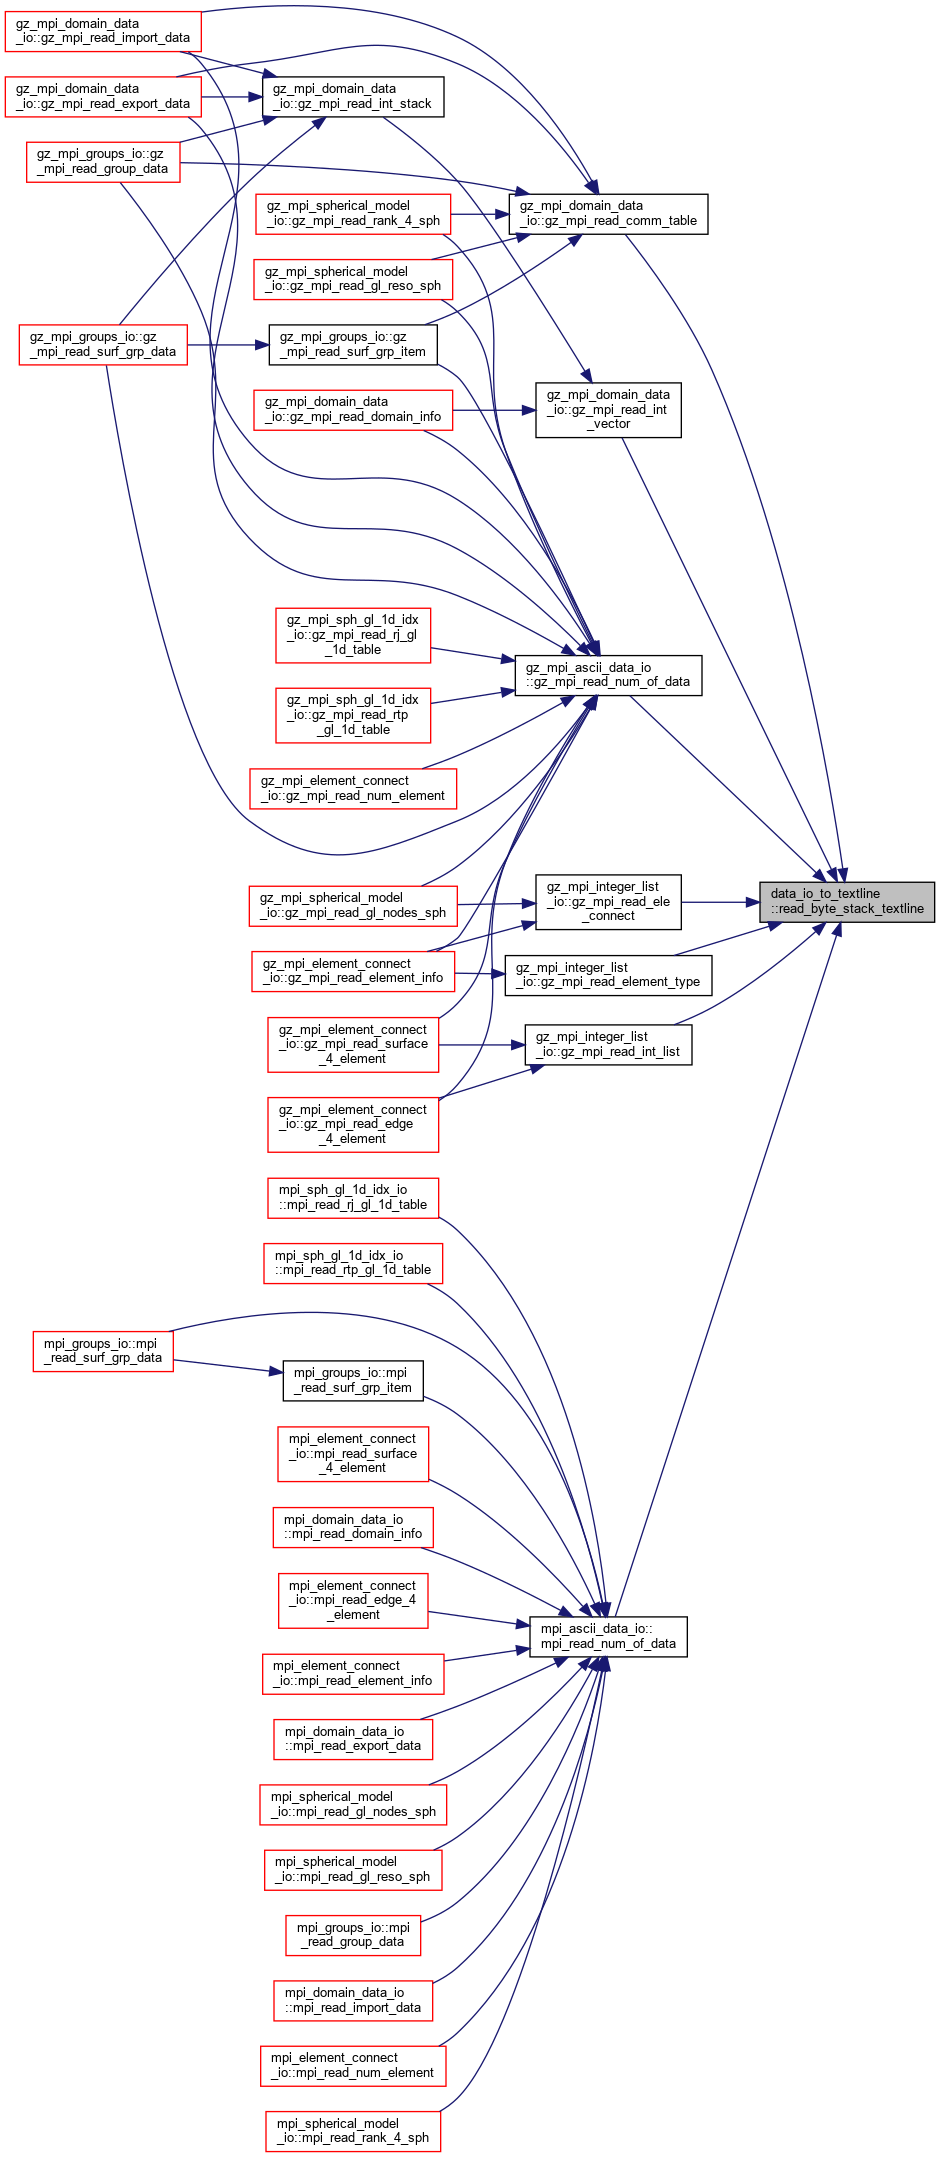 gz_mpi_domain_data
_io::gz_mpi_read_import_data
gz_mpi_domain_data
_io::gz_mpi_read_export_data
gz_mpi_domain_data
_io::gz_mpi_read_int_stack
gz_mpi_groups_io::gz
_mpi_read_group_data
gz_mpi_spherical_model
_io::gz_mpi_read_rank_4_sph
gz_mpi_domain_data
_io::gz_mpi_read_comm_table
gz_mpi_spherical_model
_io::gz_mpi_read_gl_reso_sph
gz_mpi_groups_io::gz
_mpi_read_surf_grp_data
gz_mpi_groups_io::gz
_mpi_read_surf_grp_item
gz_mpi_domain_data
_io::gz_mpi_read_domain_info
gz_mpi_domain_data
_io::gz_mpi_read_int
_vector
gz_mpi_sph_gl_1d_idx
_io::gz_mpi_read_rj_gl
_1d_table
gz_mpi_ascii_data_io
::gz_mpi_read_num_of_data
gz_mpi_sph_gl_1d_idx
_io::gz_mpi_read_rtp
_gl_1d_table
gz_mpi_element_connect
_io::gz_mpi_read_num_element
gz_mpi_spherical_model
_io::gz_mpi_read_gl_nodes_sph
gz_mpi_integer_list
_io::gz_mpi_read_ele
_connect
data_io_to_textline
::read_byte_stack_textline
gz_mpi_element_connect
_io::gz_mpi_read_element_info
gz_mpi_integer_list
_io::gz_mpi_read_element_type
gz_mpi_element_connect
_io::gz_mpi_read_surface
_4_element
gz_mpi_integer_list
_io::gz_mpi_read_int_list
gz_mpi_element_connect
_io::gz_mpi_read_edge
_4_element
mpi_sph_gl_1d_idx_io
::mpi_read_rj_gl_1d_table
mpi_sph_gl_1d_idx_io
::mpi_read_rtp_gl_1d_table
mpi_groups_io::mpi
_read_surf_grp_data
mpi_groups_io::mpi
_read_surf_grp_item
mpi_element_connect
_io::mpi_read_surface
_4_element
mpi_domain_data_io
::mpi_read_domain_info
mpi_element_connect
_io::mpi_read_edge_4
_element
mpi_ascii_data_io::
mpi_read_num_of_data
mpi_element_connect
_io::mpi_read_element_info
mpi_domain_data_io
::mpi_read_export_data
mpi_spherical_model
_io::mpi_read_gl_nodes_sph
mpi_spherical_model
_io::mpi_read_gl_reso_sph
mpi_groups_io::mpi
_read_group_data
mpi_domain_data_io
::mpi_read_import_data
mpi_element_connect
_io::mpi_read_num_element
mpi_spherical_model
_io::mpi_read_rank_4_sph